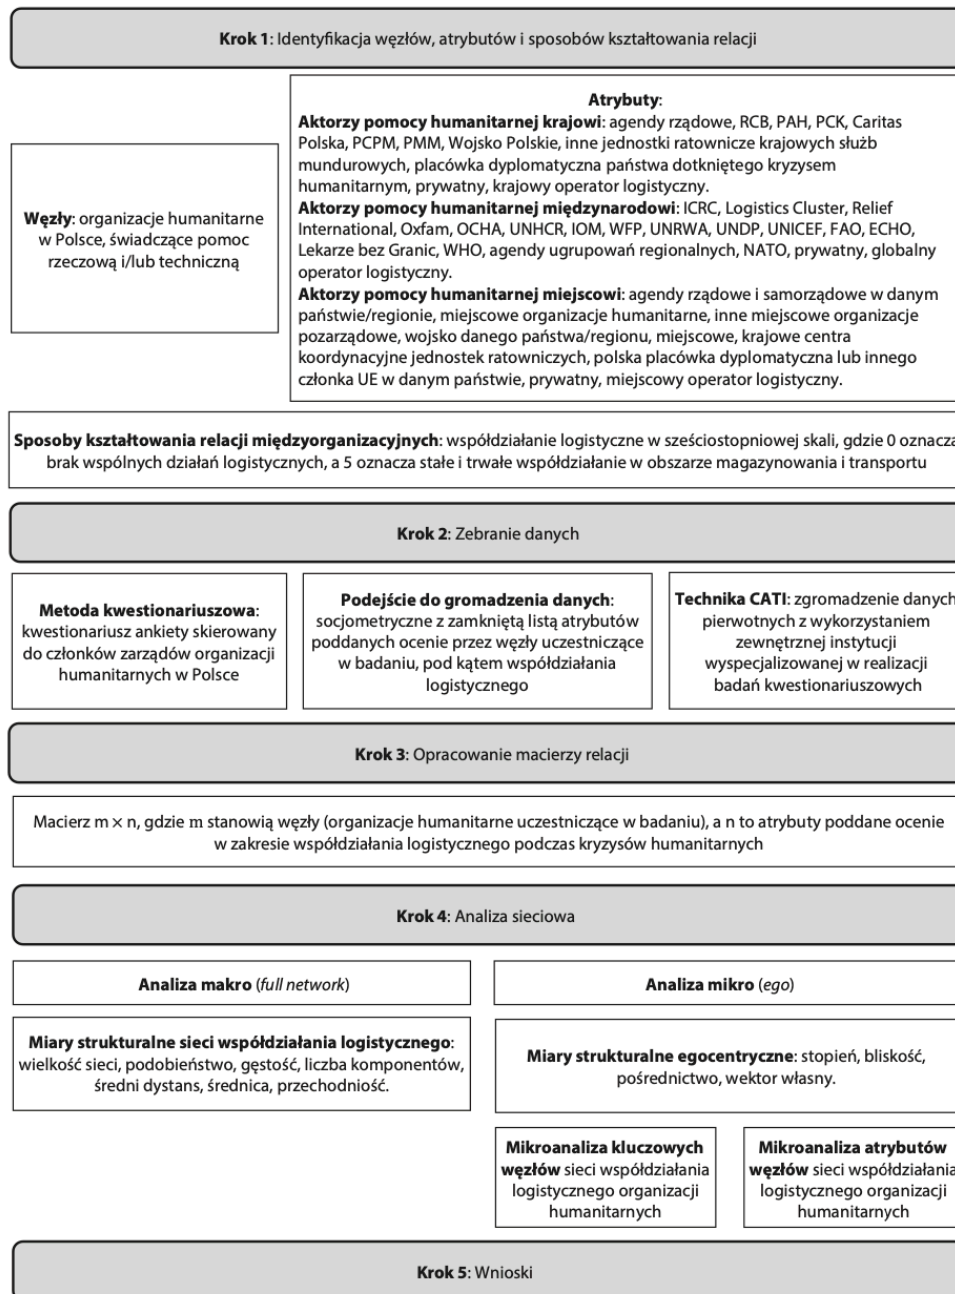 Krok 1: Identyfikacja węzłów, atrybutów i sposobów kształtowania relacji
Węzły: organizacje humanitarne
w Polsce, świadczące pomoc
rzeczową i/lub techniczną
Atrybuty:
Aktorzy pomocy humanitarnej krajowi: agendy rządowe, RCB, PAH, PCK, Caritas
Polska, PCPM, PMM, Wojsko Polskie, inne jednostki ratownicze krajowych służb
mundurowych, placówka dyplomatyczna państwa dotkniętego kryzysem
humanitarnym, prywatny, krajowy operator logistyczny.
Aktorzy pomocy humanitarnej międzynarodowi: ICRC, Logistics Cluster, Relief
International, Oxfam, OCHA, UNHCR, IOM, WFP, UNRWA, UNDP, UNICEF, FAO, ECHO,
Lekarze bez Granic, WHO, agendy ugrupowań regionalnych, NATO, prywatny, globalny
operator logistyczny.
Aktorzy pomocy humanitarnej miejscowi: agendy rządowe i samorządowe w danym
państwie/regionie, miejscowe organizacje humanitarne, inne miejscowe organizacje
pozarządowe, wojsko danego państwa/regionu, miejscowe, krajowe centra
koordynacyjne jednostek ratowniczych, polska placówka dyplomatyczna lub innego
członka UE w danym państwie, prywatny, miejscowy operator logistyczny.
Sposoby kształtowania relacji międzyorganizacyjnych: współdziałanie logistyczne w sześciostopniowej skali, gdzie 0 oznacza
brak wspólnych działań logistycznych, a 5 oznacza stałe i trwałe współdziałanie w obszarze magazynowania i transportu
Krok 2: Zebranie danych
Metoda kwestionariuszowa:
kwestionariusz ankiety skierowany
do członków zarządów organizacji
humanitarnych w Polsce
Podejście do gromadzenia danych:
socjometryczne z zamkniętą listą atrybutów
poddanych ocenie przez węzły uczestniczące
w badaniu, pod kątem współdziałania
logistycznego
Technika CATI: zgromadzenie danych
pierwotnych z wykorzystaniem
zewnętrznej instytucji
wyspecjalizowanej w realizacji
badań kwestionariuszowych
Krok 3: Opracowanie macierzy relacji
Macierz m × n, gdzie m stanowią węzły (organizacje humanitarne uczestniczące w badaniu), a n to atrybuty poddane ocenie
w zakresie współdziałania logistycznego podczas kryzysów humanitarnych
Krok 4: Analiza sieciowa
Analiza makro (full network)
Analiza mikro (ego)
Miary strukturalne sieci współdziałania logistycznego:
wielkość sieci, podobieństwo, gęstość, liczba komponentów,
średni dystans, średnica, przechodniość.
Miary strukturalne egocentryczne: stopień, bliskość,
pośrednictwo, wektor własny.
Mikroanaliza kluczowych
węzłów sieci współdziałania
logistycznego organizacji
humanitarnych
Mikroanaliza atrybutów
węzłów sieci współdziałania
logistycznego organizacji
humanitarnych
Krok 5: Wnioski